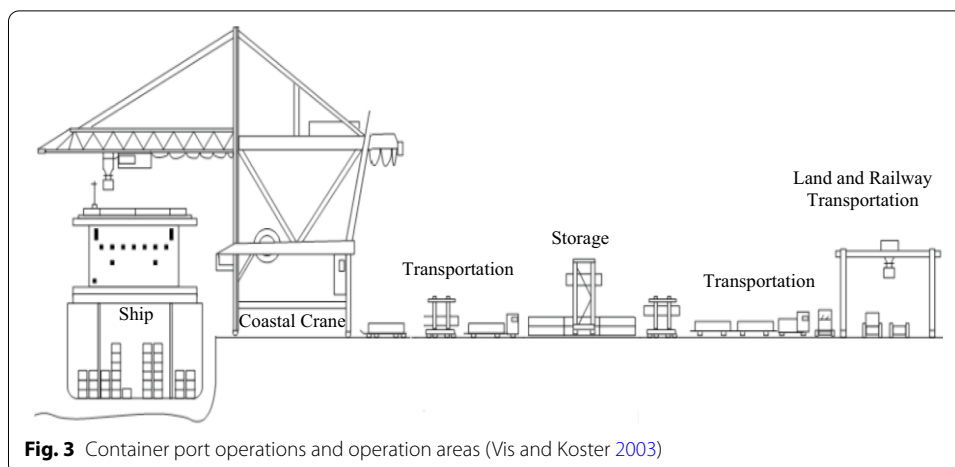 Land and Railway
Transportation
Storage
Transportation
Transportation
Ship
Coastal Crane
Fig. 3 Container port operations and operation areas (Vis and Koster 2003)